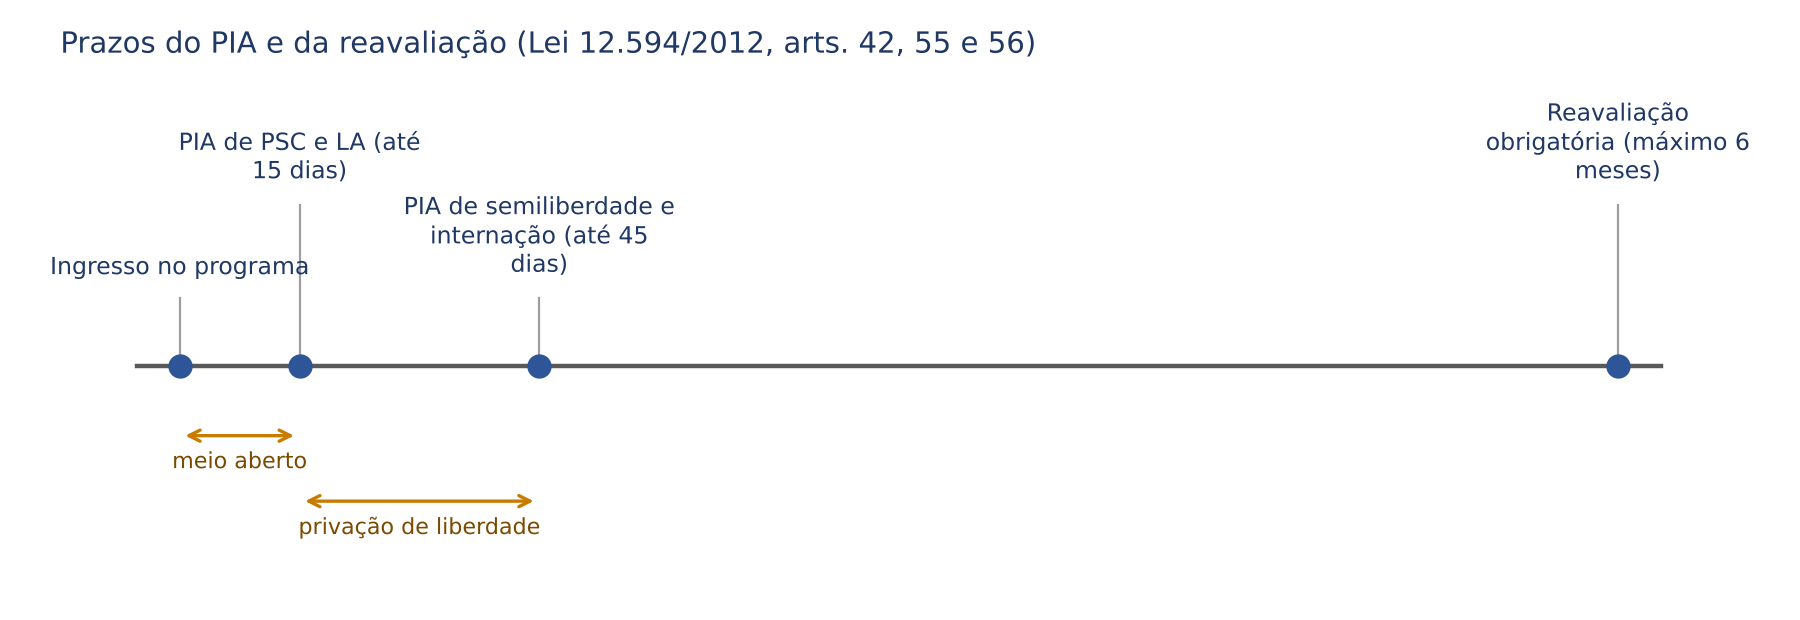 Prazos do PIA e da reavaliação (Lei 12.594/2012, arts. 42, 55 e 56)
Ingresso no programa
PIA de PSC e LA (até
15 dias)
PIA de semiliberdade e
internação (até 45
dias)
Reavaliação
obrigatória (máximo 6
meses)
meio aberto
privação de liberdade